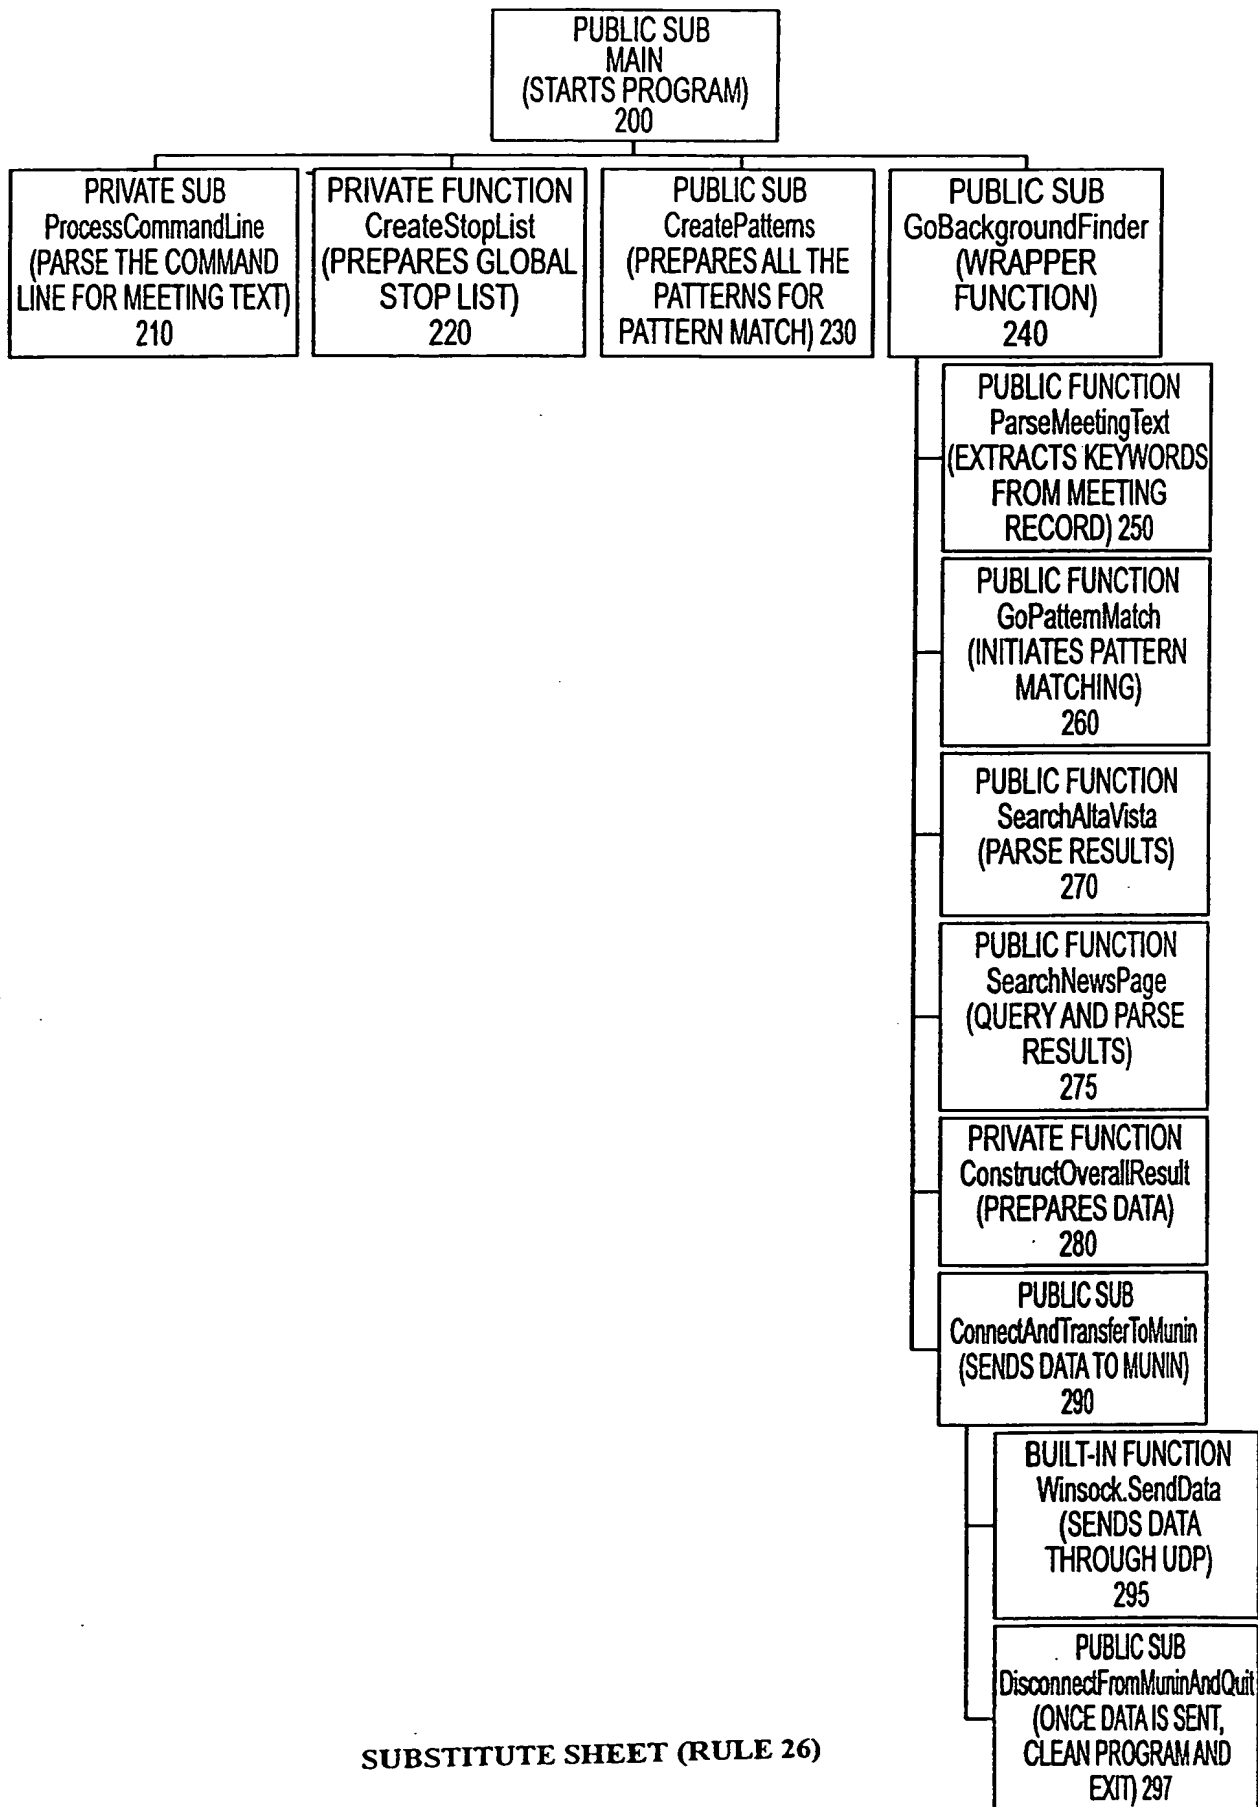 PUBLIC SUB
MAIN
(STARTS PROGRAM)
200
PRIVATE SUB
ProcessCommandLine
(PARSE THE COMMAND
LINE FOR MEETING TEXT)
210
PRIVATE FUNCTION
CreateStopList
(PREPARES GLOBAL
STOP LIST)
220
PUBLIC SUB
CreatePatterns
(PREPARES ALL THE
PATTERNS FOR
PATTERN MATCH) 230
PUBLIC SUB
GoBackgroundFinder
(WRAPPER
FUNCTION)
240
PUBLIC FUNCTION
ParseMeetingText
(EXTRACTS KEYWORDS
FROM MEETING
RECORD) 250
PUBLIC FUNCTION
GoPatternMatch
(INITIATES PATTERN
MATCHING)
260
PUBLIC FUNCTION
SearchAltaVista
(PARSE RESULTS)
270
PUBLIC FUNCTION
SearchNewsPage
(QUERY AND PARSE
RESULTS)
275
PRIVATE FUNCTION
ConstructOverallResult
(PREPARES DATA)
280
PUBLIC SUB
ConnectAndTransferToMunin
(SENDS DATA TO MUNIN)
290
BUILT-IN FUNCTION
Winsock.SendData
(SENDS DATA
THROUGH UDP)
295
PUBLIC SUB
DisconnectFromMuninAndQuit
(ONCE DATA IS SENT,
CLEAN PROGRAM AND
EXIT) 297
SUBSTITUTE SHEET (RULE 26)